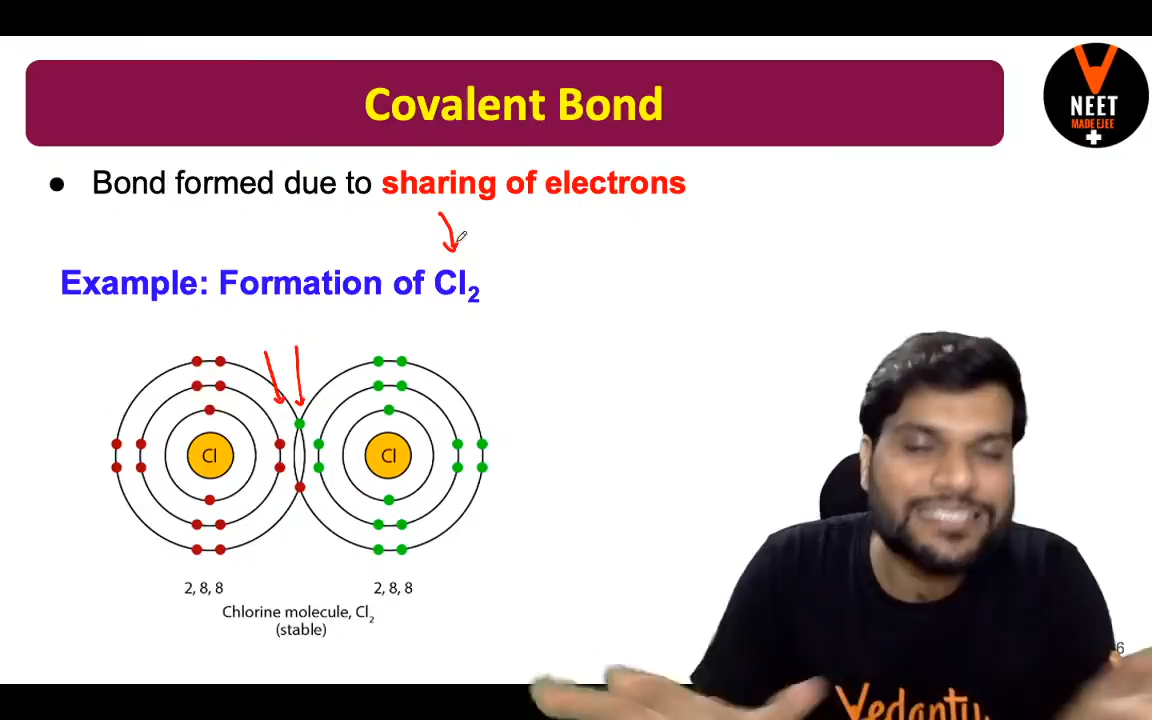 Covalent Bond
NEET
MADE EJEE
● Bond formed due to sharing of electrons
Example: Formation of Cl₂
Cl
Cl
2, 8, 8
2, 8, 8
Chlorine molecule, Cl₂
(stable)
6
Vedantu